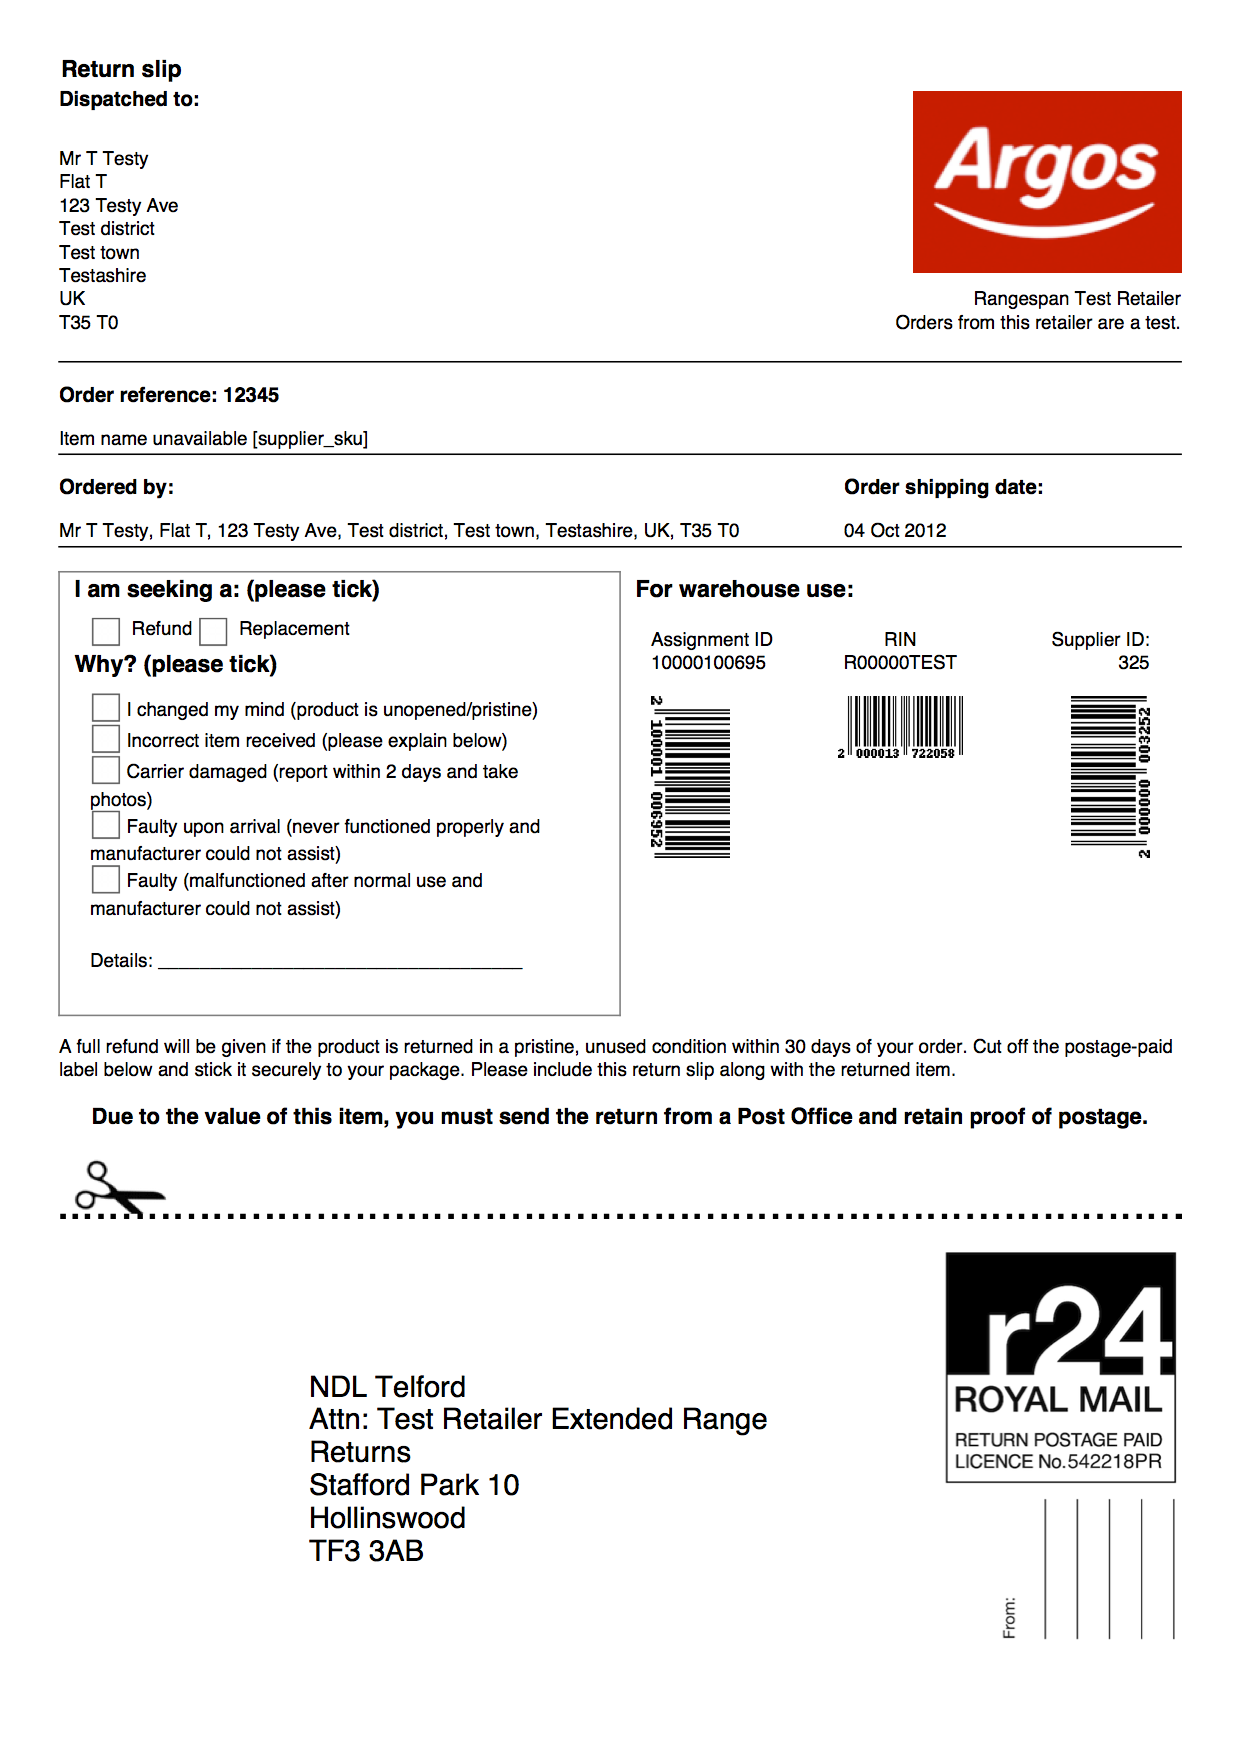 Return slip
Dispatched to:
Mr T Testy
Flat T
123 Testy Ave
Test district
Test town
Testashire
UK
T35 T0
Argos
Rangespan Test Retailer
Orders from this retailer are a test.
Order reference: 12345
Item name unavailable [supplier_sku]
Ordered by:
Mr T Testy, Flat T, 123 Testy Ave, Test district, Test town, Testashire, UK, T35 T0
Order shipping date:
04 Oct 2012
I am seeking a: (please tick)
Refund Replacement
Why? (please tick)
I changed my mind (product is unopened/pristine)
Incorrect item received (please explain below)
Carrier damaged (report within 2 days and take
photos)
Faulty upon arrival (never functioned properly and
manufacturer could not assist)
Faulty (malfunctioned after normal use and
manufacturer could not assist)
Details: ___________________________________
For warehouse use:
Assignment ID
10000100695
2 100001 006952
RIN
R00000TEST
2 000013 722058
Supplier ID:
325
2 000000 003252
A full refund will be given if the product is returned in a pristine, unused condition within 30 days of your order. Cut off the postage-paid
label below and stick it securely to your package. Please include this return slip along with the returned item.
Due to the value of this item, you must send the return from a Post Office and retain proof of postage.
r24
ROYAL MAIL
RETURN POSTAGE PAID
LICENCE No.542218PR
NDL Telford
Attn: Test Retailer Extended Range
Returns
Stafford Park 10
Hollinswood
TF3 3AB
From: